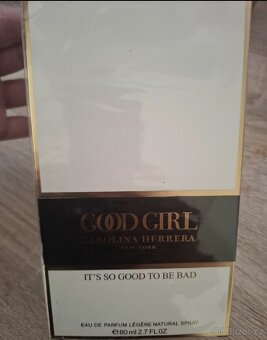 GOOD GIRL
CAROLINA HERRERA
NEW YORK
IT'S SO GOOD TO BE BAD
EAU DE PARFUM LÉGÈRE NATURAL SPRAY
℮80 ml 2.7 FL.OZ